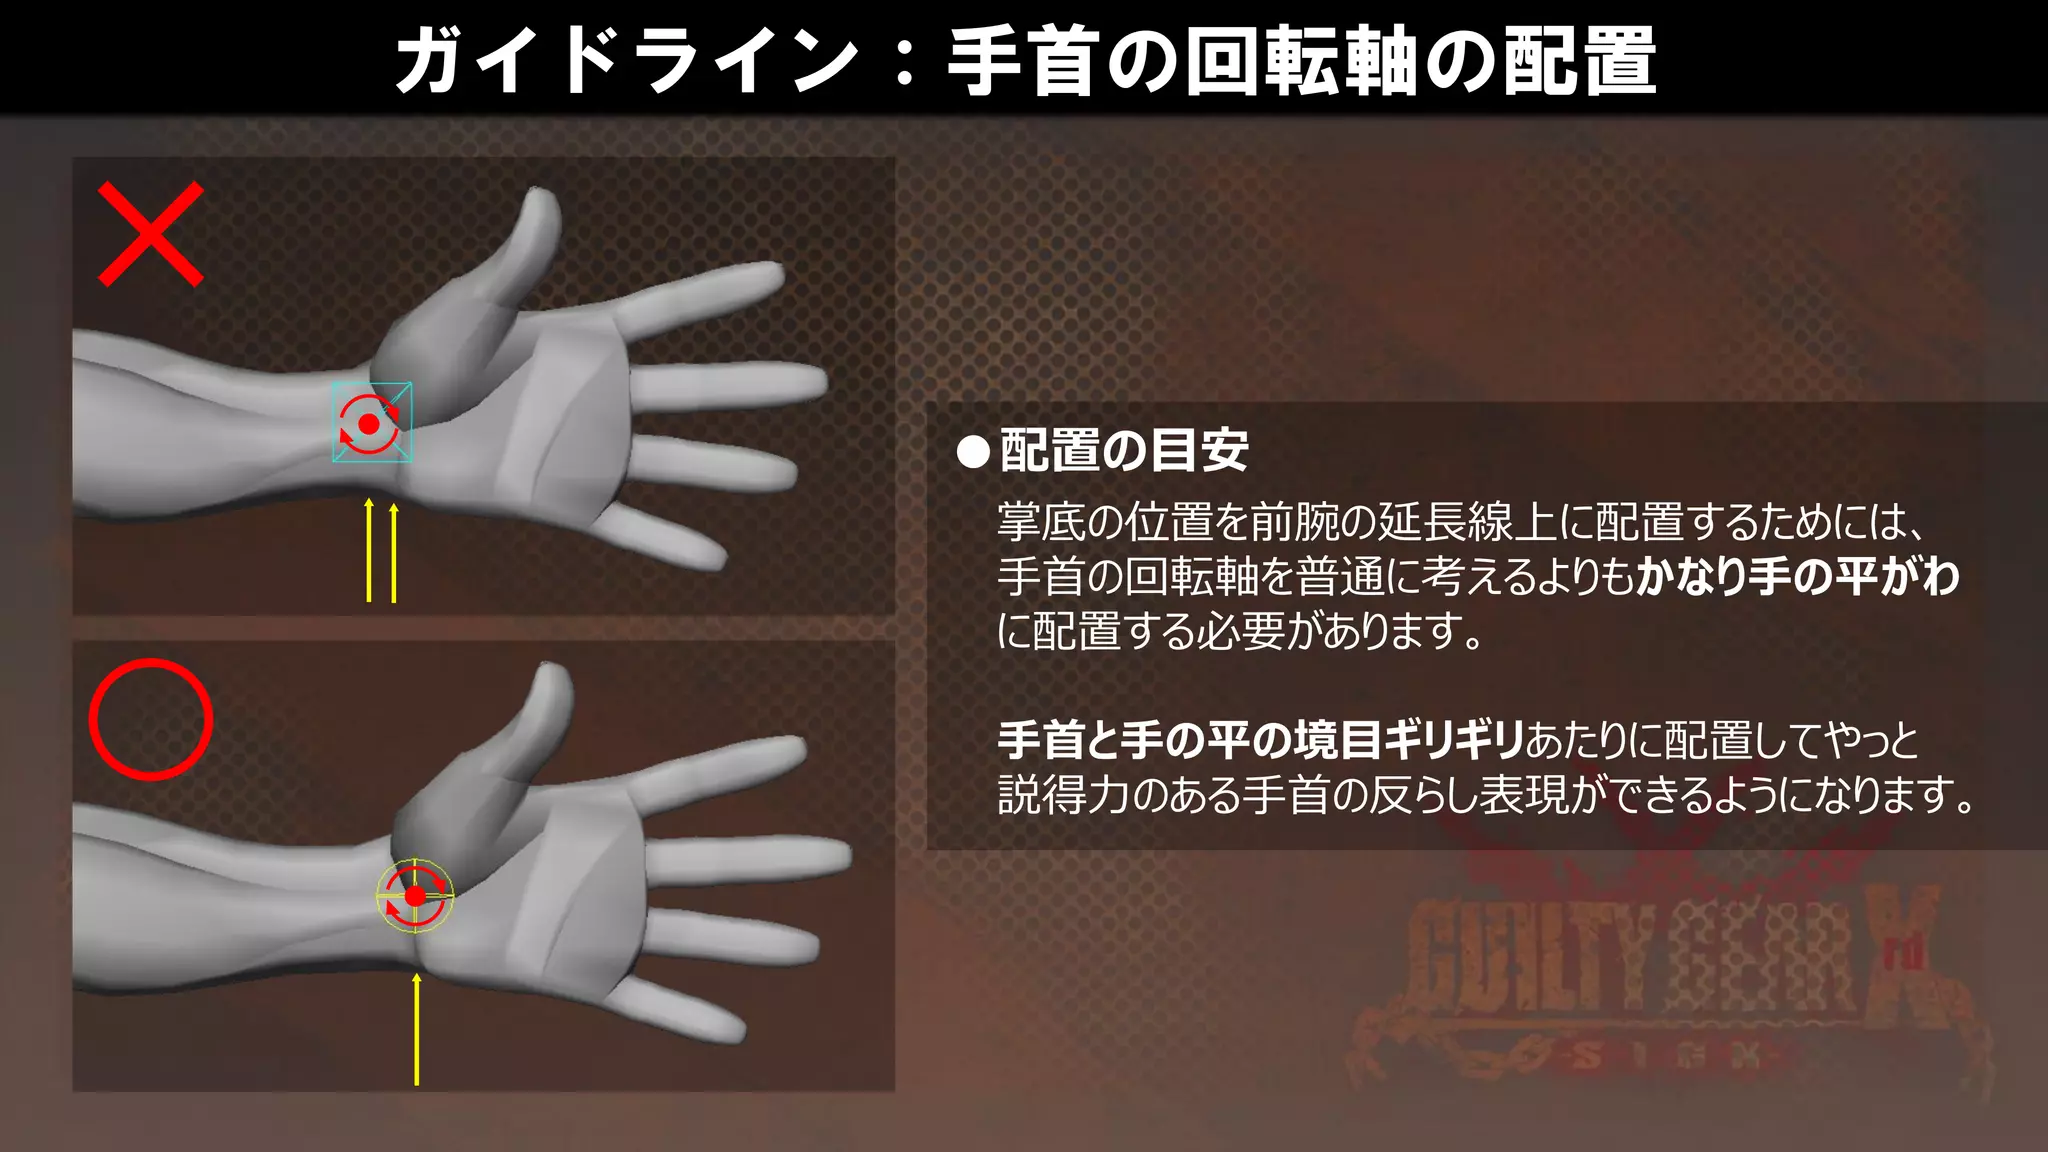 ガイドライン：手首の回転軸の配置
●配置の目安
掌底の位置を前腕の延長線上に配置するためには、
手首の回転軸を普通に考えるよりもかなり手の平がわ
に配置する必要があります。
手首と手の平の境目ギリギリあたりに配置してやっと
説得力のある手首の反らし表現ができるようになります。
GUILTY GEAR Xrd
-SIGN-